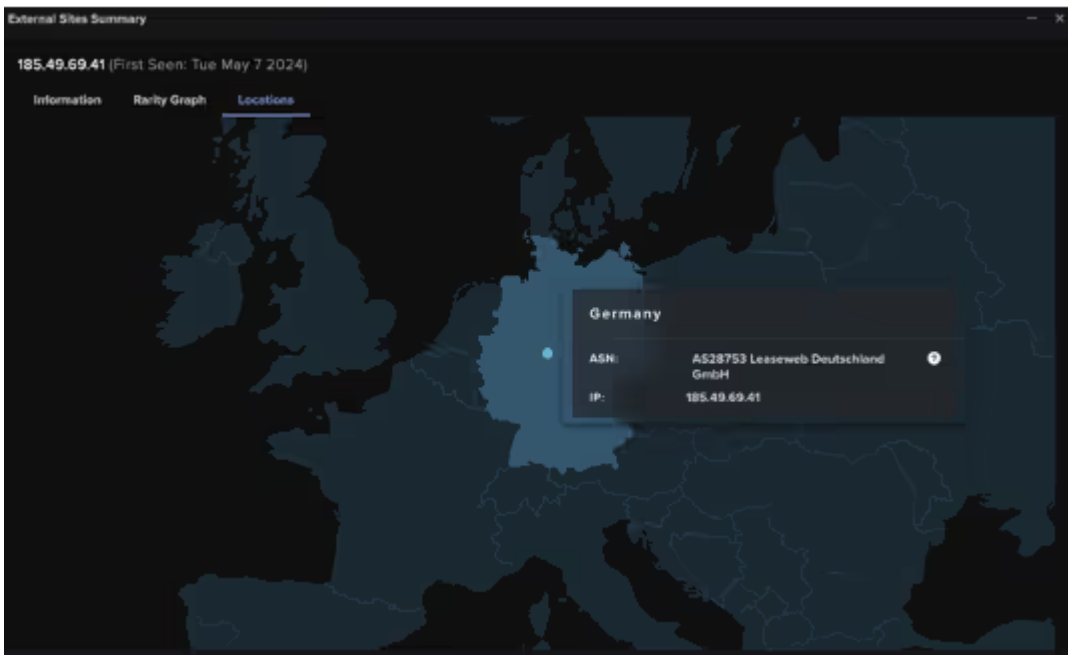 External Sites Summary
185.49.69.41 (First Seen: Tue May 7 2024)
Information Rarity Graph Locations
Germany
ASN: AS28753 Leaseweb Deutschland
GmbH
IP: 185.49.69.41